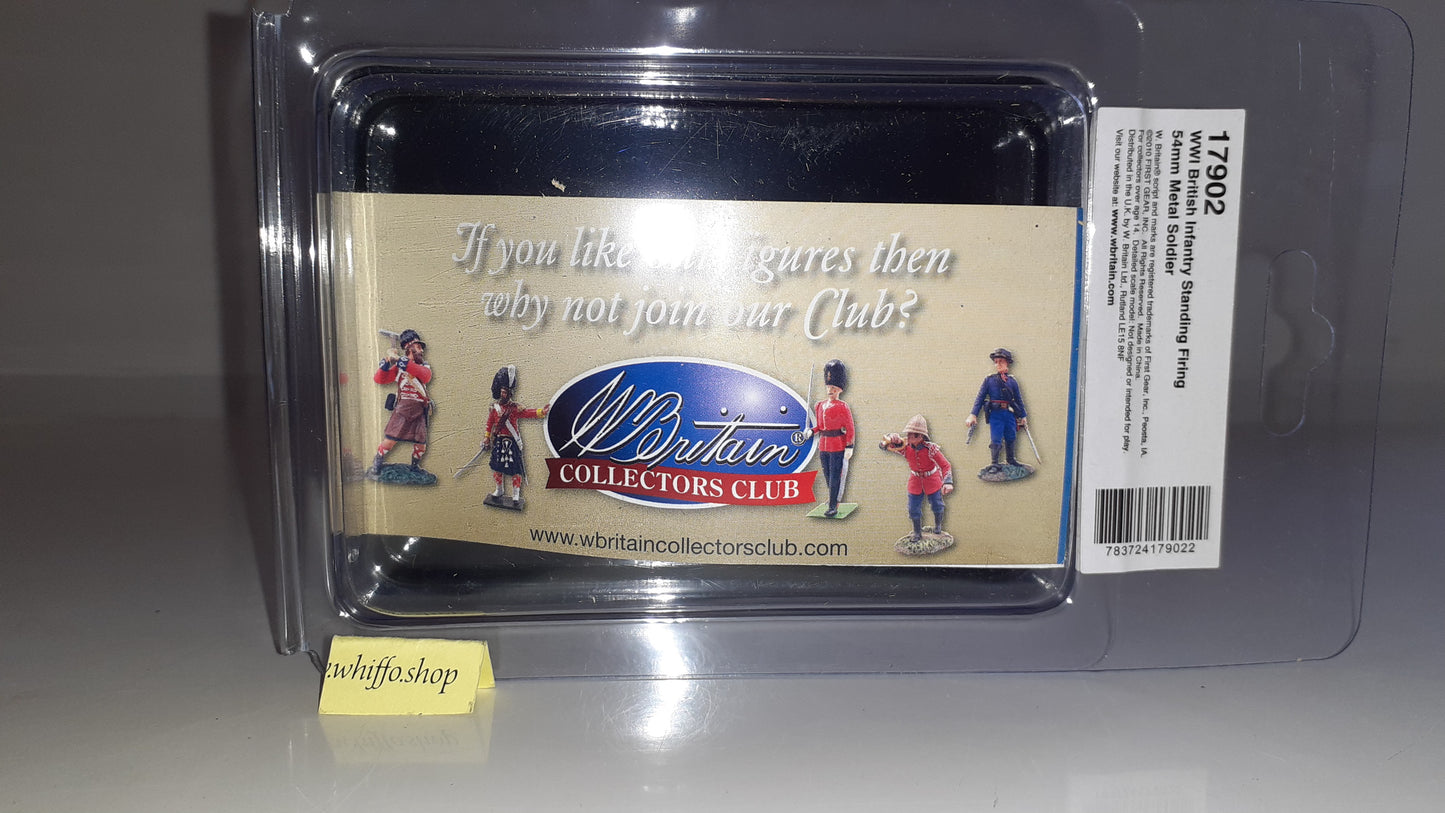 If you like figures then
why not join our Club?
WBritain®
COLLECTORS CLUB
www.wbritaincollectorsclub.com
17902
WWI British Infantry Standing Firing
54mm Metal Soldier
W. Britain® script and marks are registered trademarks of First Gear, Inc., Peosta, IA.
©2010 FIRST GEAR, INC. All Rights Reserved. Made in China.
For collectors over age 14. Detailed scale model. Not designed or intended for play.
Distributed in the U.K. by W. Britain Ltd., Rutland LE15 8NF
Visit our website at: www.wbritain.com
783724179022
.whiffo.shop